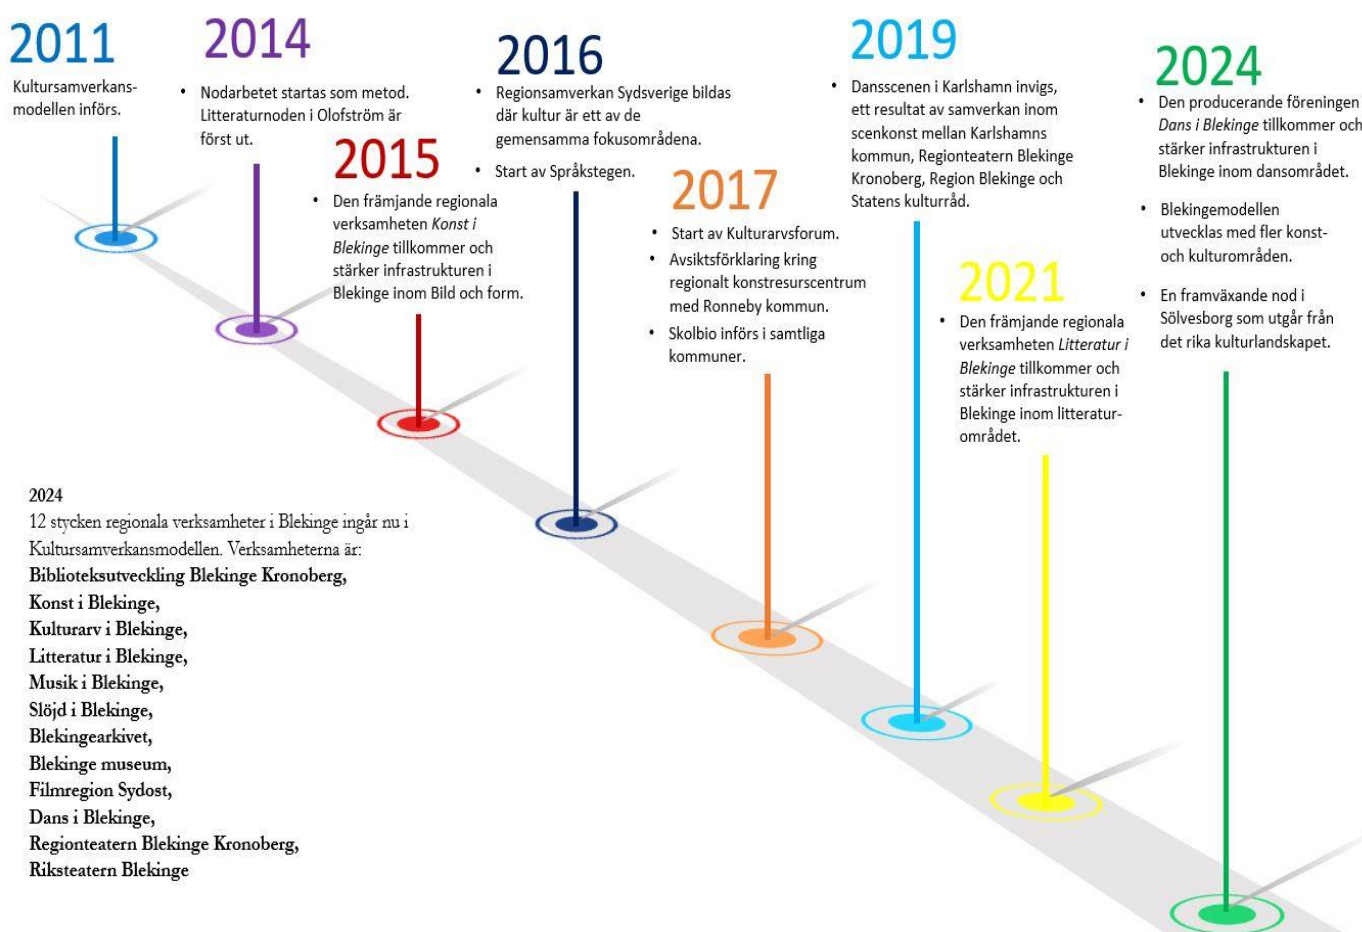 2011
Kultursamverkans-
modellen införs.
2014
• Nodarbetet startas som metod.
Litteraturnoden i Olofström är
först ut.
2015
• Den främjande regionala
verksamheten Konst i
Blekinge tillkommer och
stärker infrastrukturen i
Blekinge inom Bild och form.
2016
• Regionsamverkan Sydsverige bildas
där kultur är ett av de
gemensamma fokusområdena.
• Start av Språkstegen.
2017
• Start av Kulturarvsforum.
• Avsiktsförklaring kring
regionalt konstresurscentrum
med Ronneby kommun.
• Skolbio införs i samtliga
kommuner.
2019
• Dansscenen i Karlshamn invigs,
ett resultat av samverkan inom
scenkonst mellan Karlshamns
kommun, Regionteatern Blekinge
Kronoberg, Region Blekinge och
Statens kulturråd.
2021
• Den främjande regionala
verksamheten Litteratur i
Blekinge tillkommer och
stärker infrastrukturen i
Blekinge inom litteratur-
området.
2024
• Den producerande föreningen
Dans i Blekinge tillkommer och
stärker infrastrukturen i
Blekinge inom dansområdet.
• Blekingemodellen
utvecklas med fler konst-
och kulturområden.
• En framväxande nod i
Sölvesborg som utgår från
det rika kulturlandskapet.
2024
12 stycken regionala verksamheter i Blekinge ingår nu i
Kultursamverkansmodellen. Verksamheterna är:
Biblioteksutveckling Blekinge Kronoberg,
Konst i Blekinge,
Kulturarv i Blekinge,
Litteratur i Blekinge,
Musik i Blekinge,
Slöjd i Blekinge,
Blekingearkivet,
Blekinge museum,
Filmregion Sydost,
Dans i Blekinge,
Regionteatern Blekinge Kronoberg,
Riksteatern Blekinge